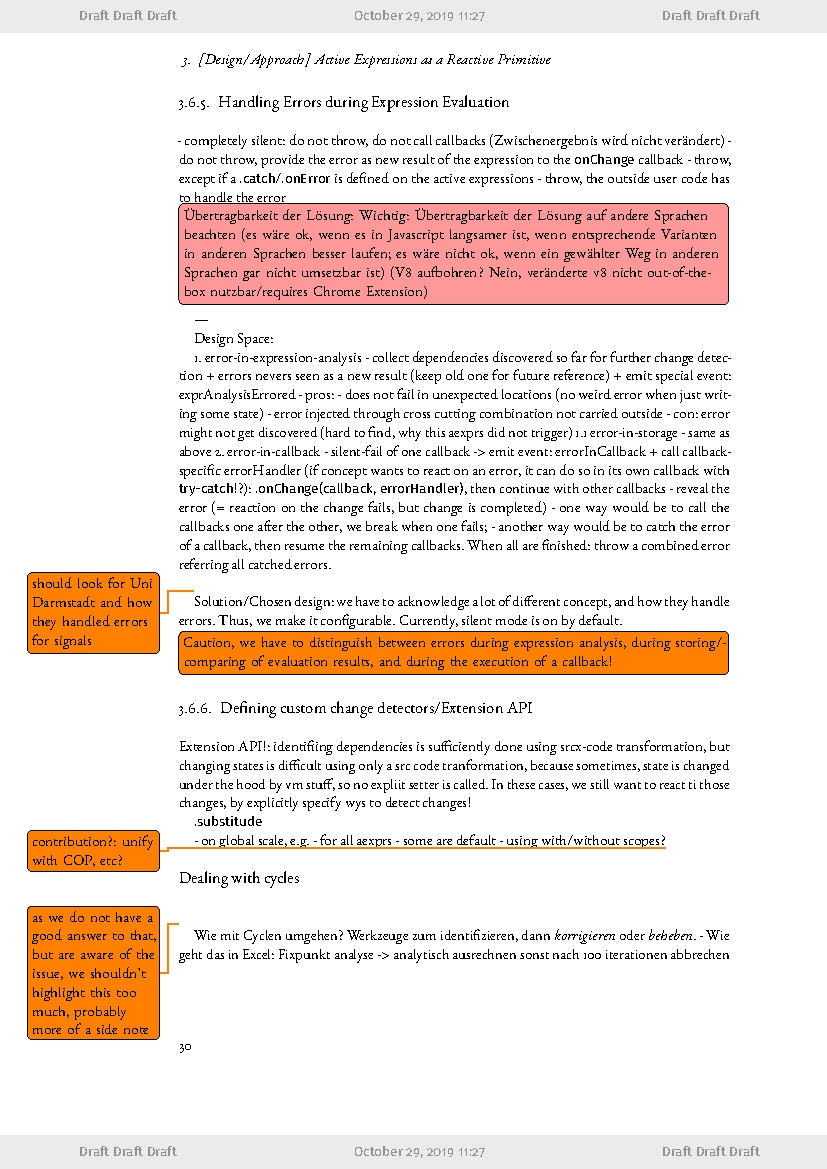 Draft Draft Draft October 29, 2019 11:27 Draft Draft Draft
3. [Design/Approach] Active Expressions as a Reactive Primitive
3.6.5. Handling Errors during Expression Evaluation
- completely silent: do not throw, do not call callbacks (Zwischenergebnis wird nicht verändert) -
do not throw, provide the error as new result of the expression to the onChange callback - throw,
except if a .catch/.onError is defined on the active expressions - throw, the outside user code has
to handle the error
Übertragbarkeit der Lösung: Wichtig: Übertragbarkeit der Lösung auf andere Sprachen
beachten (es wäre ok, wenn es in Javascript langsamer ist, wenn entsprechende Varianten
in anderen Sprachen besser laufen; es wäre nicht ok, wenn ein gewählter Weg in anderen
Sprachen gar nicht umsetzbar ist) (V8 aufbohren? Nein, veränderte v8 nicht out-of-the-
box nutzbar/requires Chrome Extension)
—
Design Space:
1. error-in-expression-analysis - collect dependencies discovered so far for further change detec-
tion + errors nevers seen as a new result (keep old one for future reference) + emit special event:
exprAnalysisErrored - pros: - does not fail in unexpected locations (no weird error when just writ-
ing some state) - error injected through cross cutting combination not carried outside - con: error
might not get discovered (hard to find, why this aexprs did not trigger) 1.1 error-in-storage - same as
above 2. error-in-callback - silent-fail of one callback -> emit event: errorInCallback + call callback-
specific errorHandler (if concept wants to react on an error, it can do so in its own callback with
try-catch!?): .onChange(callback, errorHandler), then continue with other callbacks - reveal the
error (= reaction on the change fails, but change is completed) - one way would be to call the
callbacks one after the other, we break when one fails; - another way would be to catch the error
of a callback, then resume the remaining callbacks. When all are finished: throw a combined error
referring all catched errors.
should look for Uni
Darmstadt and how
they handled errors
for signals
Solution/Chosen design: we have to acknowledge a lot of different concept, and how they handle
errors. Thus, we make it configurable. Currently, silent mode is on by default.
Caution, we have to distinguish between errors during expression analysis, during storing/-
comparing of evaluation results, and during the execution of a callback!
3.6.6. Defining custom change detectors/Extension API
Extension API!: identifiing dependencies is sufficiently done using srcx-code transformation, but
changing states is difficult using only a src code tranformation, because sometimes, state is changed
under the hood by vm stuff, so no expliit setter is called. In these cases, we still want to react ti those
changes, by explicitly specify wys to detect changes!
.substitude
- on global scale, e.g. - for all aexprs - some are default - using with/without scopes?
contribution?: unify
with COP, etc?
Dealing with cycles
as we do not have a
good answer to that,
but are aware of the
issue, we shouldn't
highlight this too
much, probably
more of a side note
Wie mit Cyclen umgehen? Werkzeuge zum identifizieren, dann korrigieren oder beheben. - Wie
geht das in Excel: Fixpunkt analyse -> analytisch ausrechnen sonst nach 100 iterationen abbrechen
30
Draft Draft Draft October 29, 2019 11:27 Draft Draft Draft